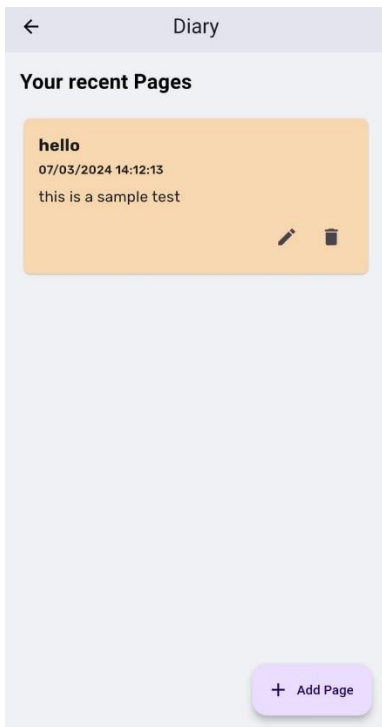 Diary
Your recent Pages
hello
07/03/2024 14:12:13
this is a sample test
+ Add Page